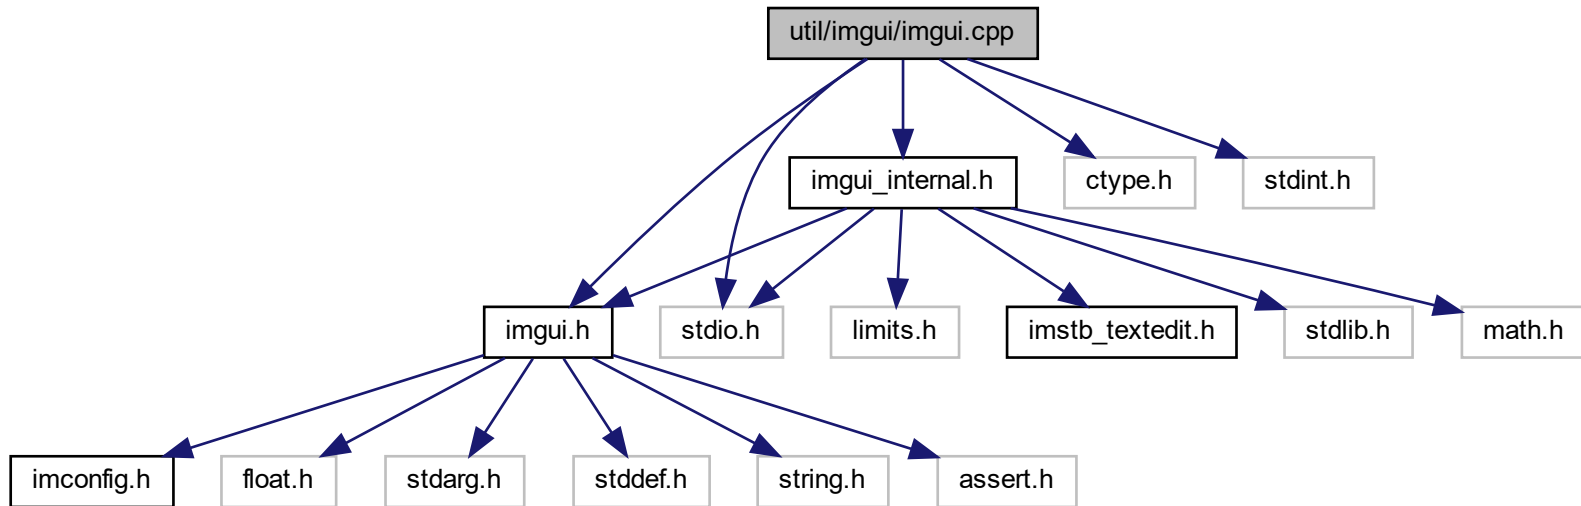 util/imgui/imgui.cpp
imgui_internal.h
ctype.h
stdint.h
imgui.h
stdio.h
limits.h
imstb_textedit.h
stdlib.h
math.h
imconfig.h
float.h
stdarg.h
stddef.h
string.h
assert.h